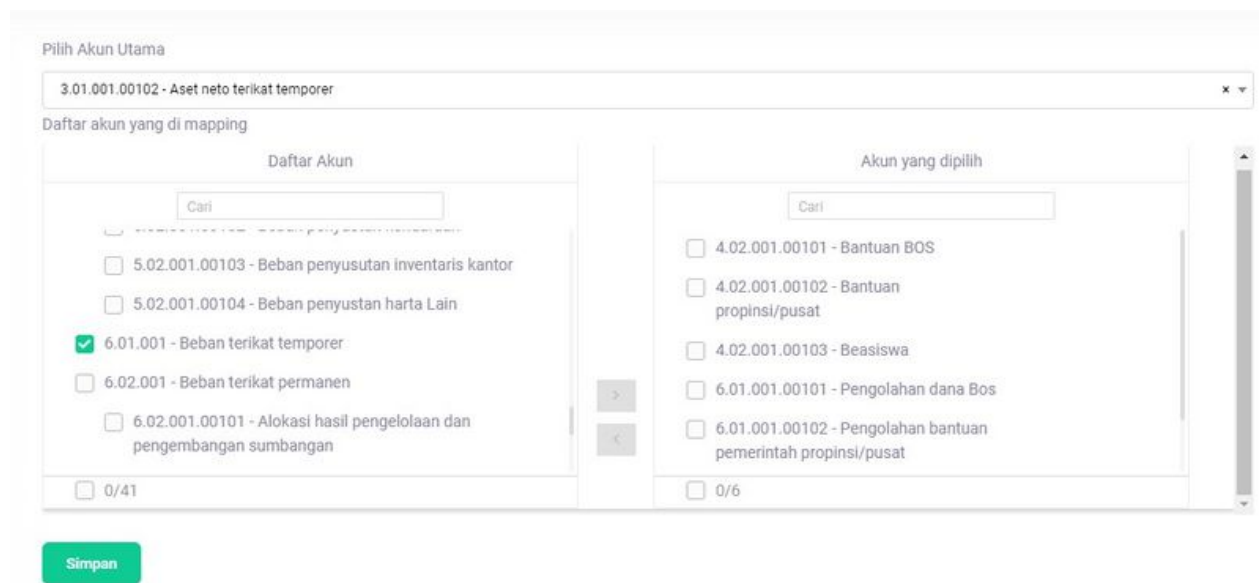 Pilih Akun Utama
3.01.001.00102 - Aset neto terikat temporer
x
Daftar akun yang di mapping
Daftar Akun
Cari
5.02.001.00103 - Beban penyusutan inventaris kantor
5.02.001.00104 - Beban penyustan harta Lain
6.01.001 - Beban terikat temporer
6.02.001 - Beban terikat permanen
6.02.001.00101 - Alokasi hasil pengelolaan dan
pengembangan sumbangan
0/41
>
<
Akun yang dipilih
Cari
4.02.001.00101 - Bantuan BOS
4.02.001.00102 - Bantuan
propinsi/pusat
4.02.001.00103 - Beasiswa
6.01.001.00101 - Pengolahan dana Bos
6.01.001.00102 - Pengolahan bantuan
pemerintah propinsi/pusat
0/6
Simpan